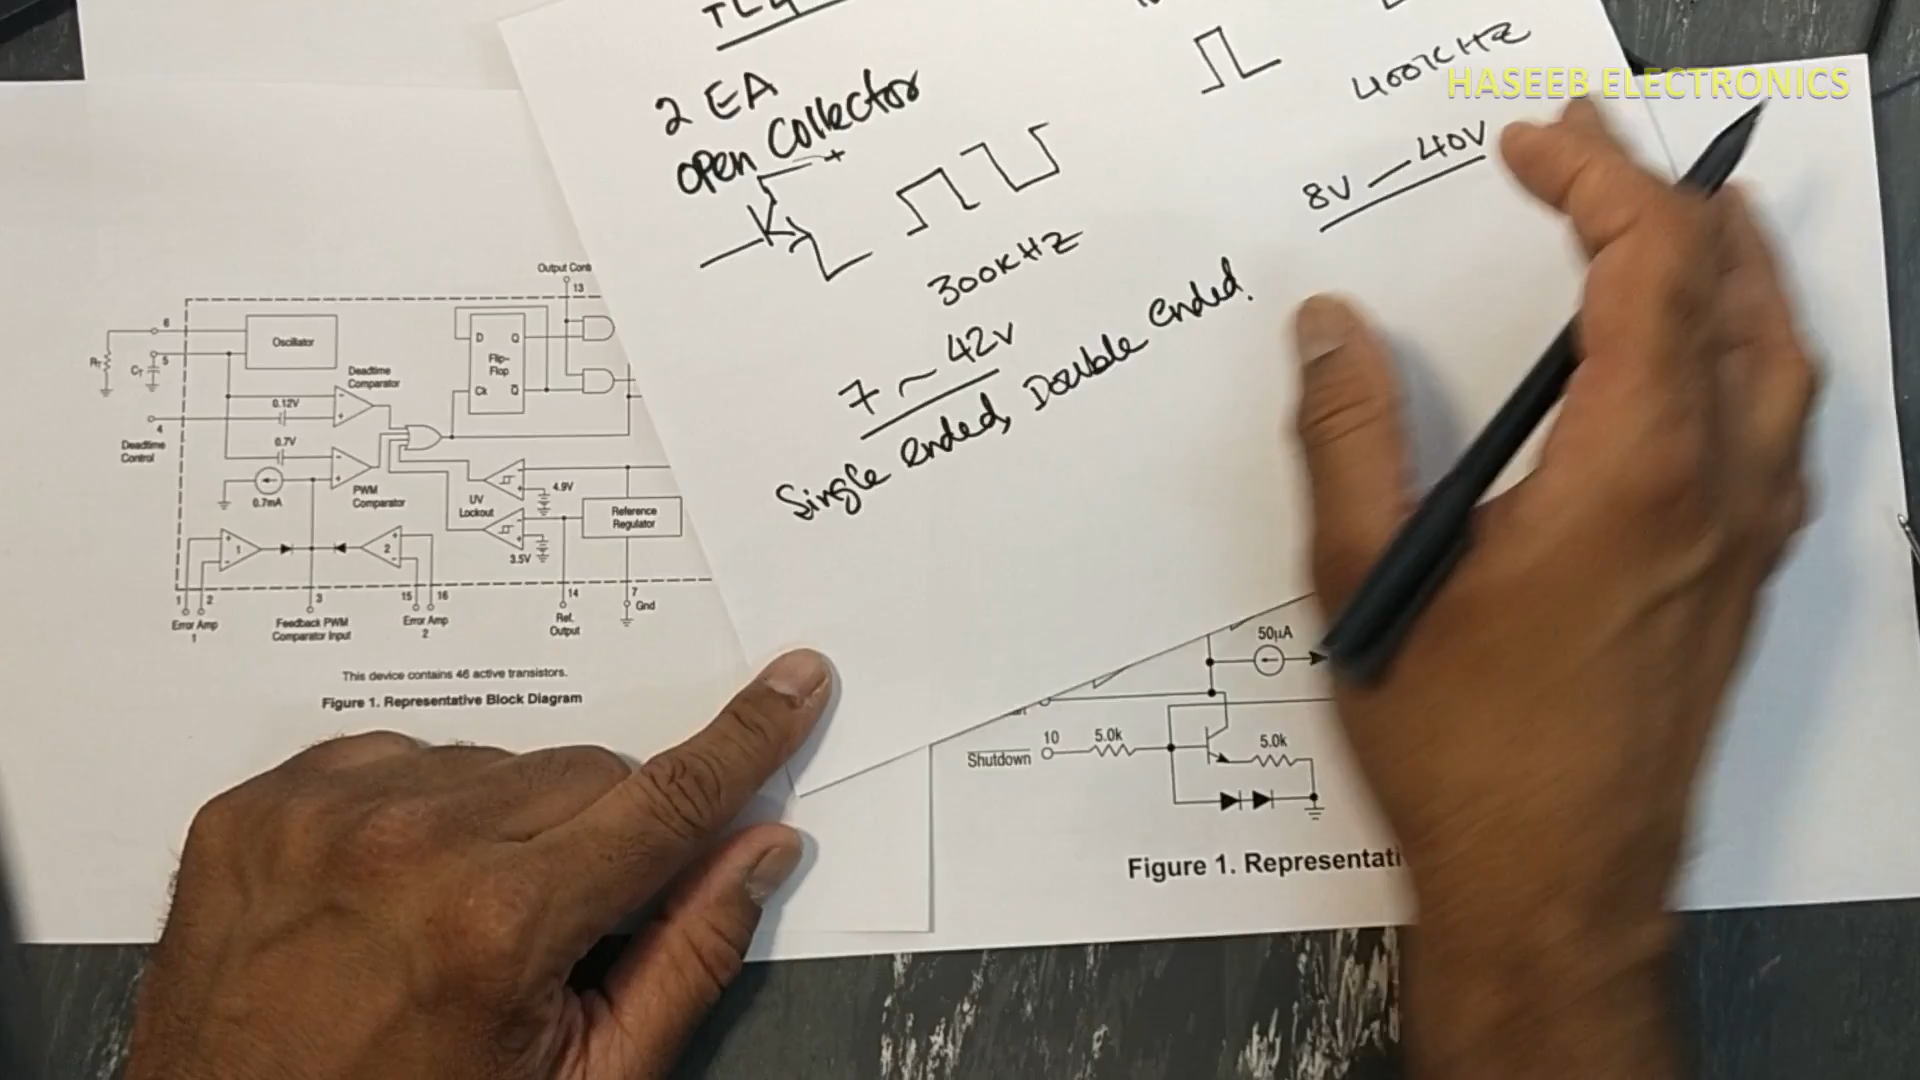 HASEEB ELECTRONICS
2 EA
open Collector
+
300KHZ
7 ~ 42V
Single ended, Double ended.
400KHZ
8V — 40V
Output Cont
13
6
RT
5
CT
Oscillator
D Q
Flip-
Flop
Ck Q
Deadtime
Comparator
0.12V
4
Deadtime
Control
0.7V
0.7mA
PWM
Comparator
UV
Lockout
4.9V
3.5V
Reference
Regulator
1
2
1 2
3
15 16
14
7
Gnd
Error Amp
1
Feedback PWM
Comparator Input
Error Amp
2
Ref.
Output
This device contains 46 active transistors.
Figure 1. Representative Block Diagram
50µA
Shutdown
10
5.0k
5.0k
Figure 1. Representati